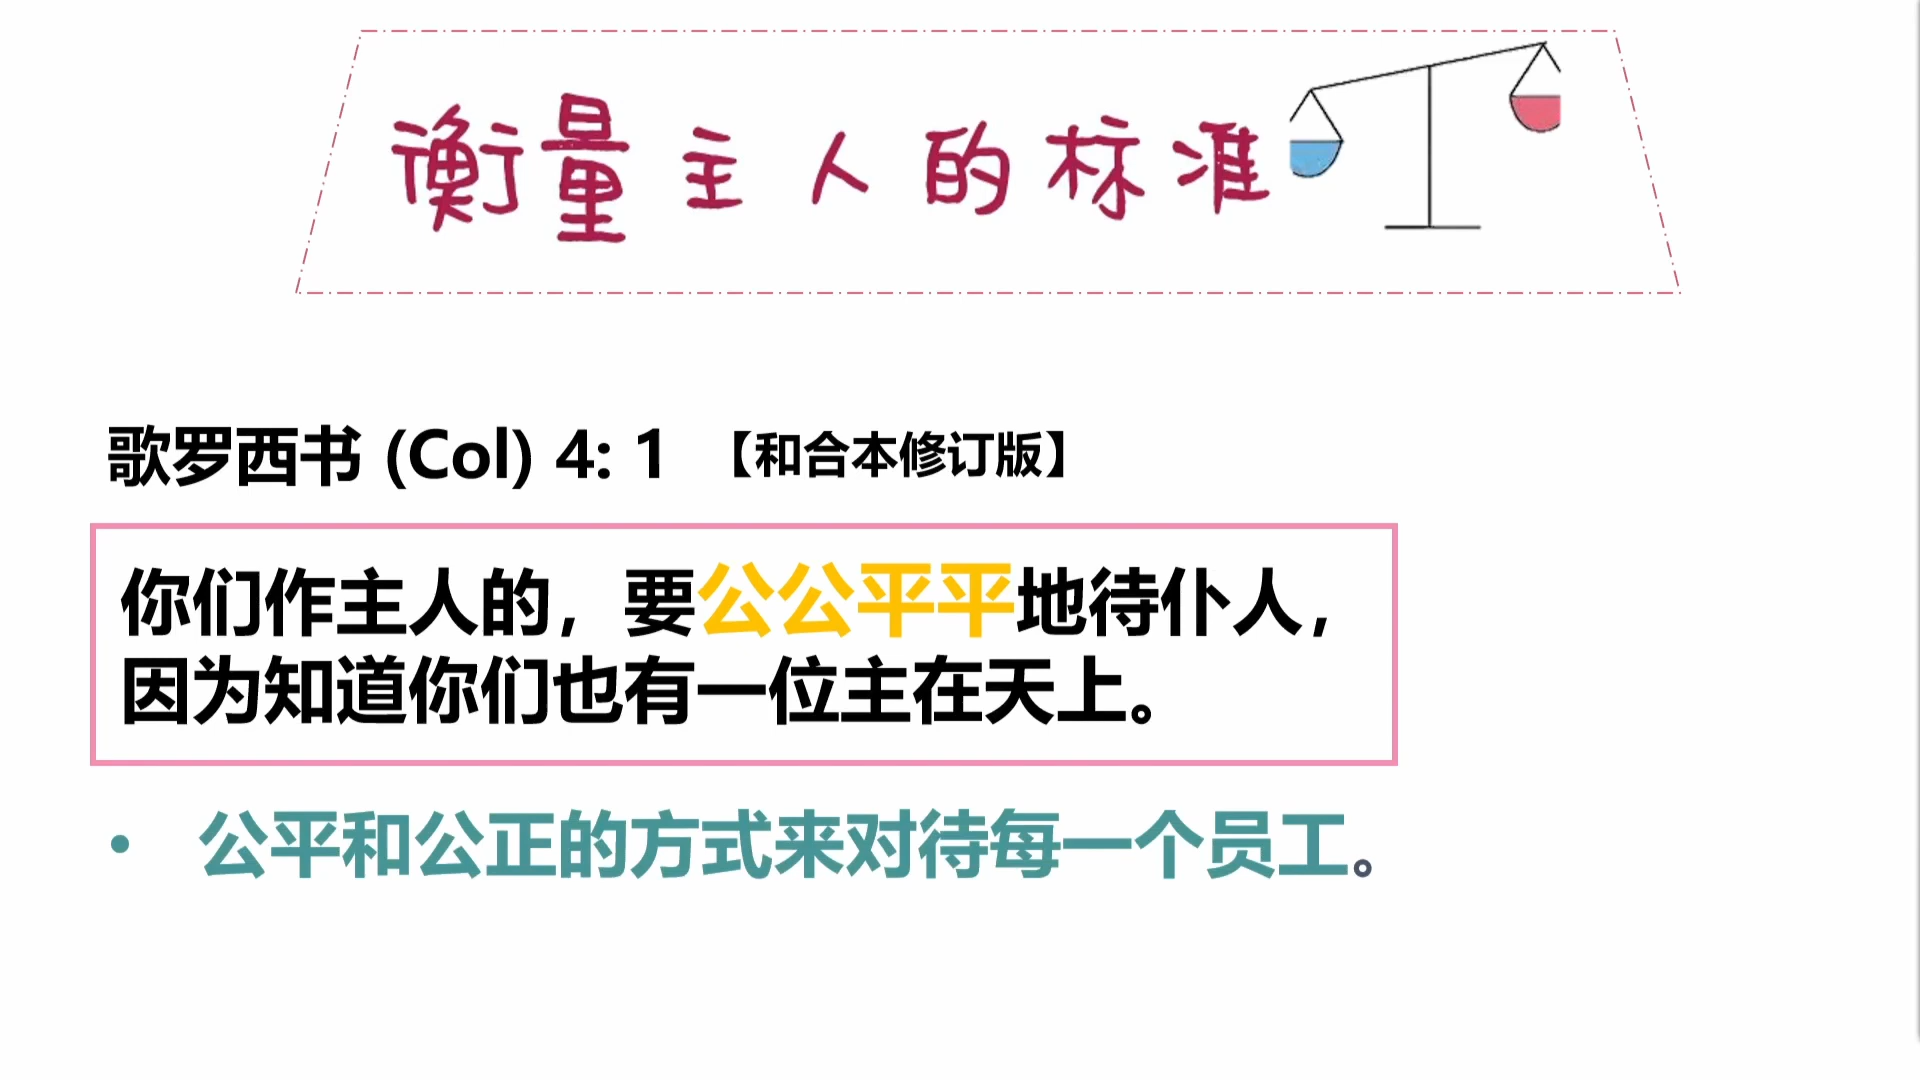 衡量主人的标准
歌罗西书 (Col) 4: 1 【和合本修订版】
你们作主人的，要公公平平地待仆人，
因为知道你们也有一位主在天上。
• 公平和公正的方式来对待每一个员工。